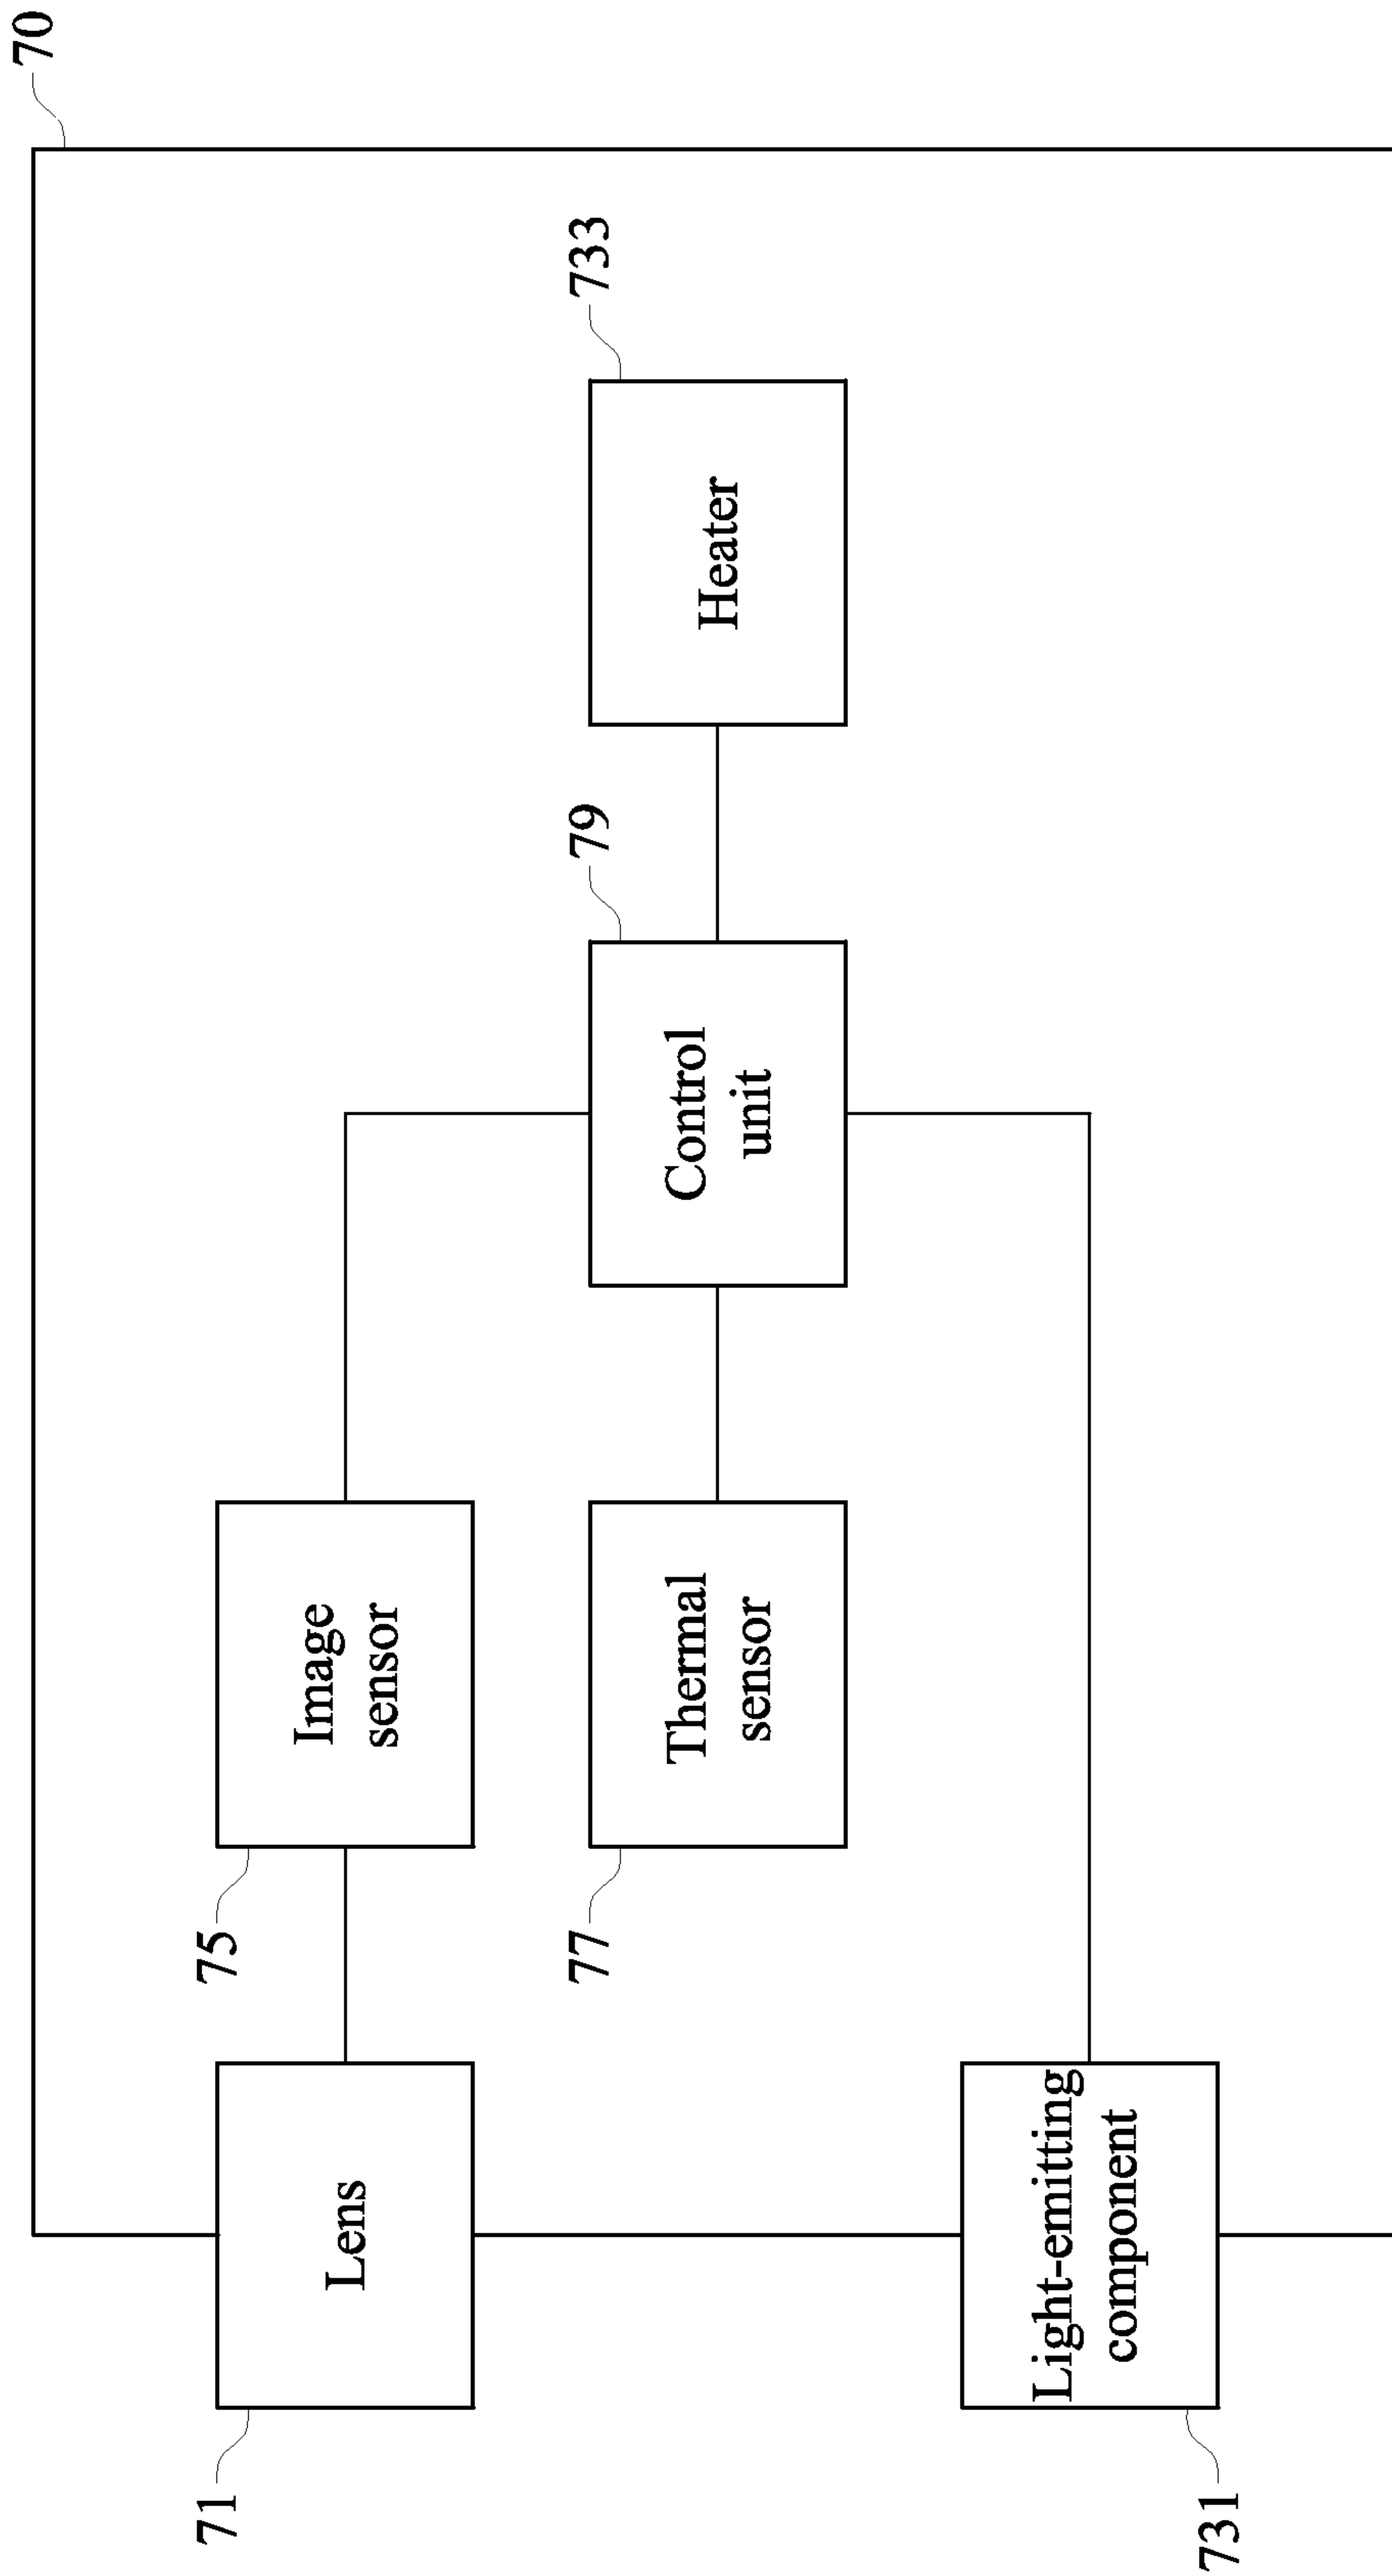 70
71
Lens
75
Image
sensor
77
Thermal
sensor
79
Control
unit
733
Heater
731
Light-emitting
component